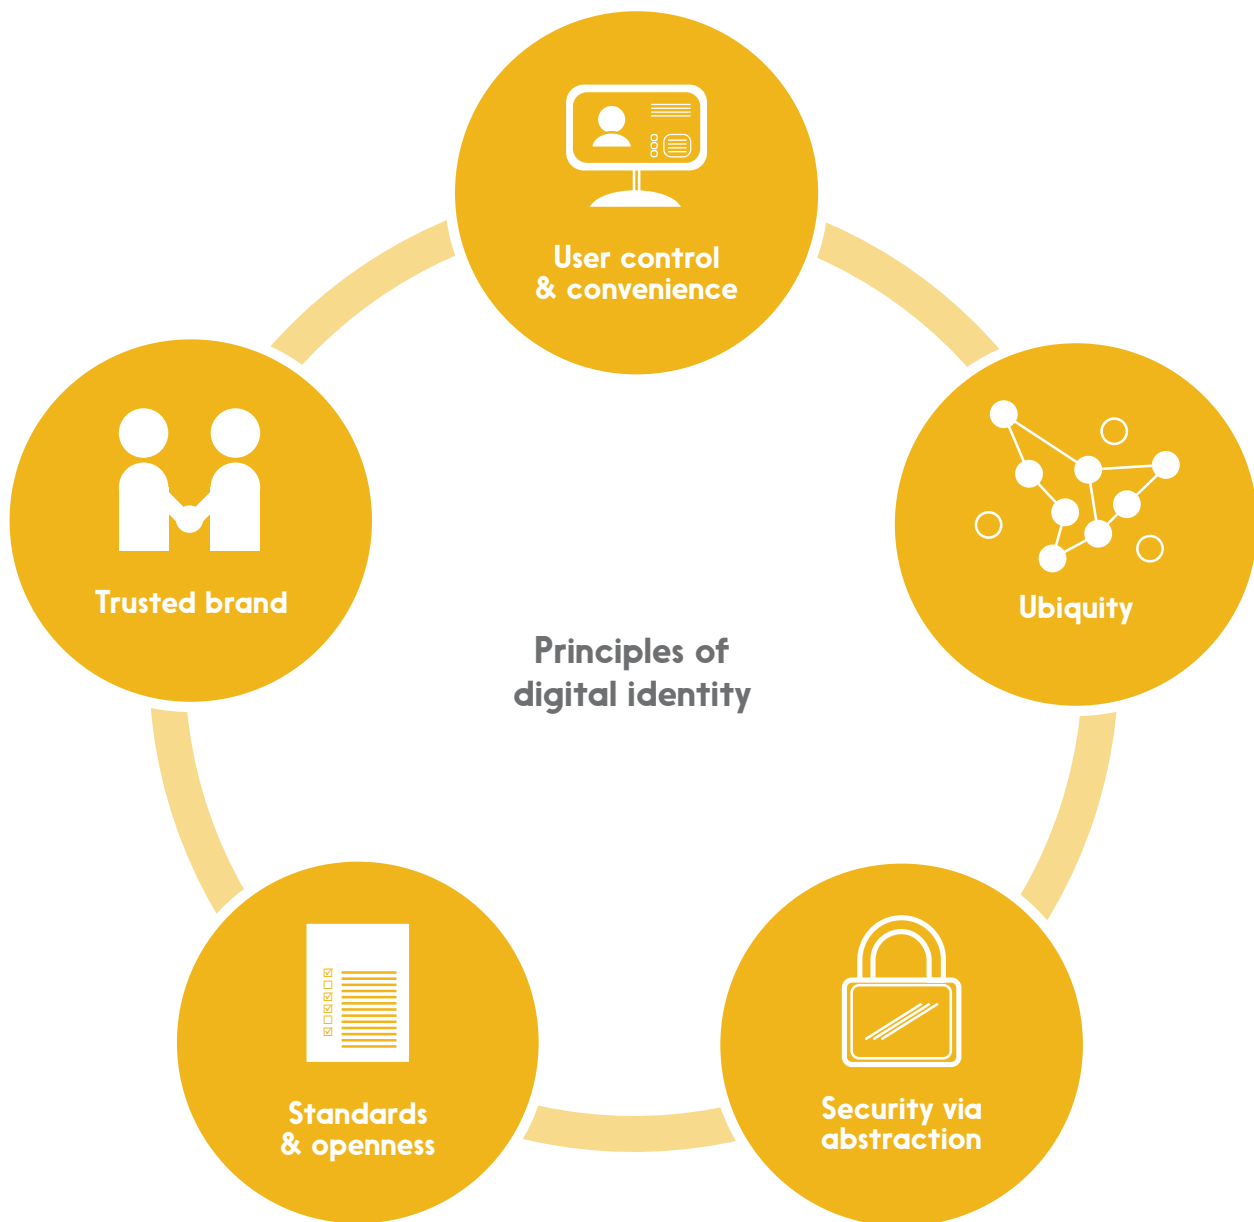 User control
& convenience
Ubiquity
Security via
abstraction
Standards
& openness
Trusted brand
Principles of
digital identity